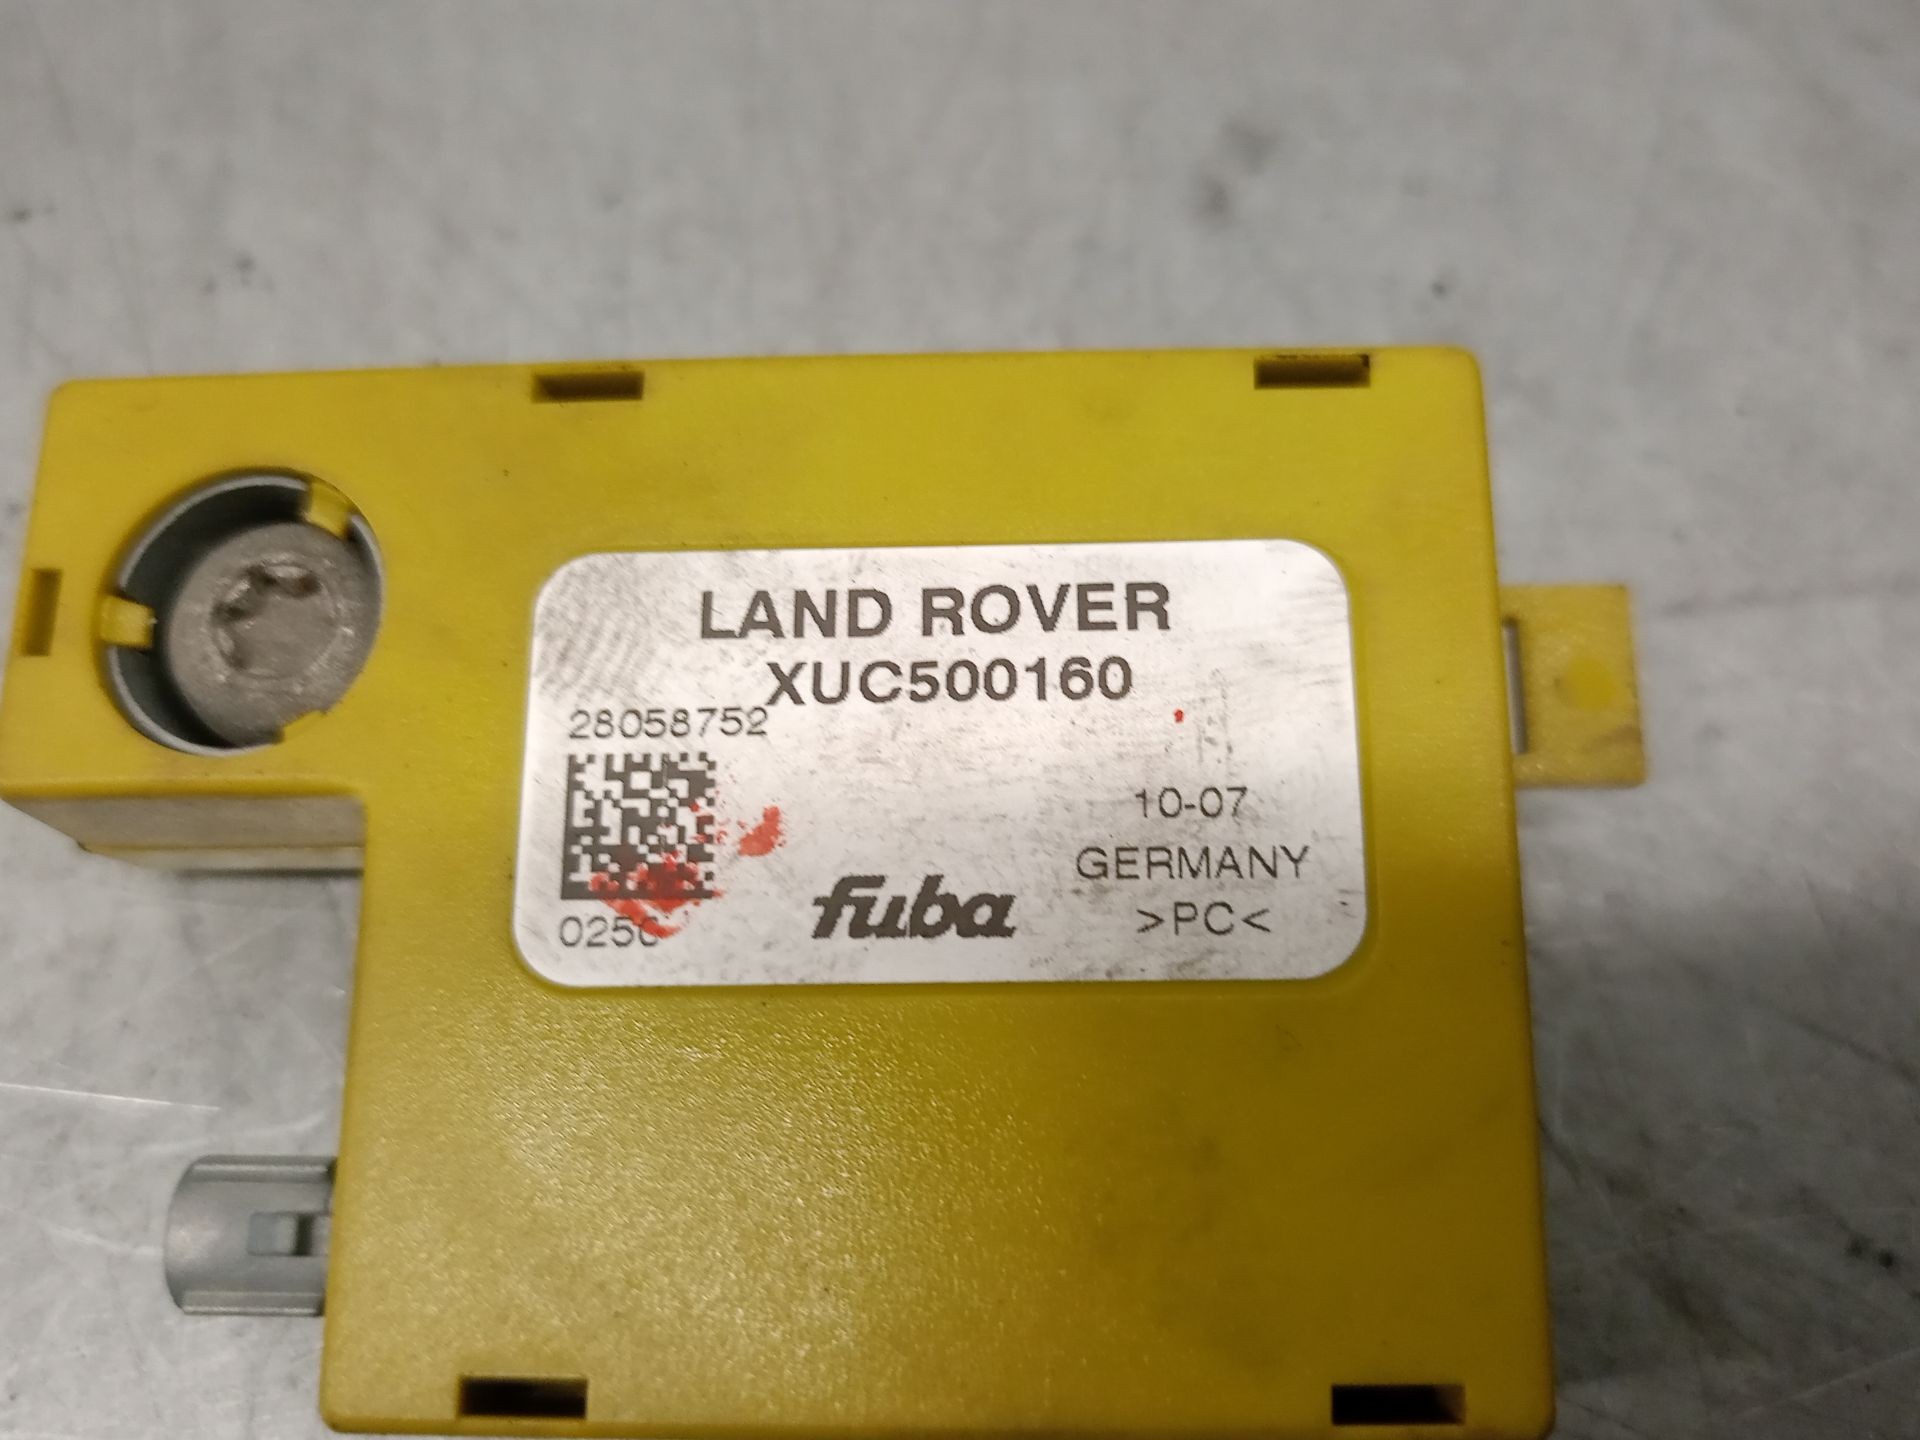 LAND ROVER
XUC500160
28058752
10-07
GERMANY
fuba
>PC<